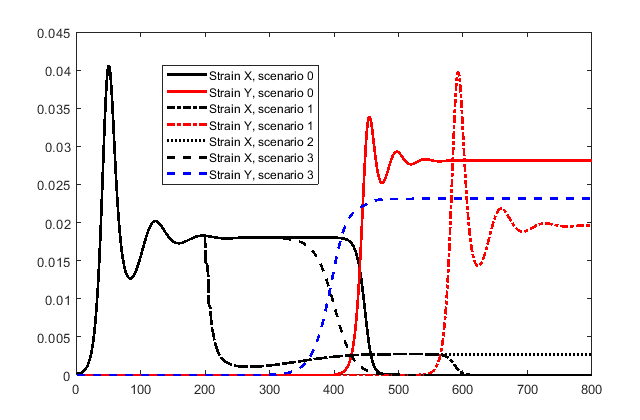 0.045
0.04
0.035
0.03
0.025
0.02
0.015
0.01
0.005
0
Strain X, scenario 0
Strain Y, scenario 0
Strain X, scenario 1
Strain Y, scenario 1
Strain X, scenario 2
Strain X, scenario 3
Strain Y, scenario 3
0 100 200 300 400 500 600 700 800